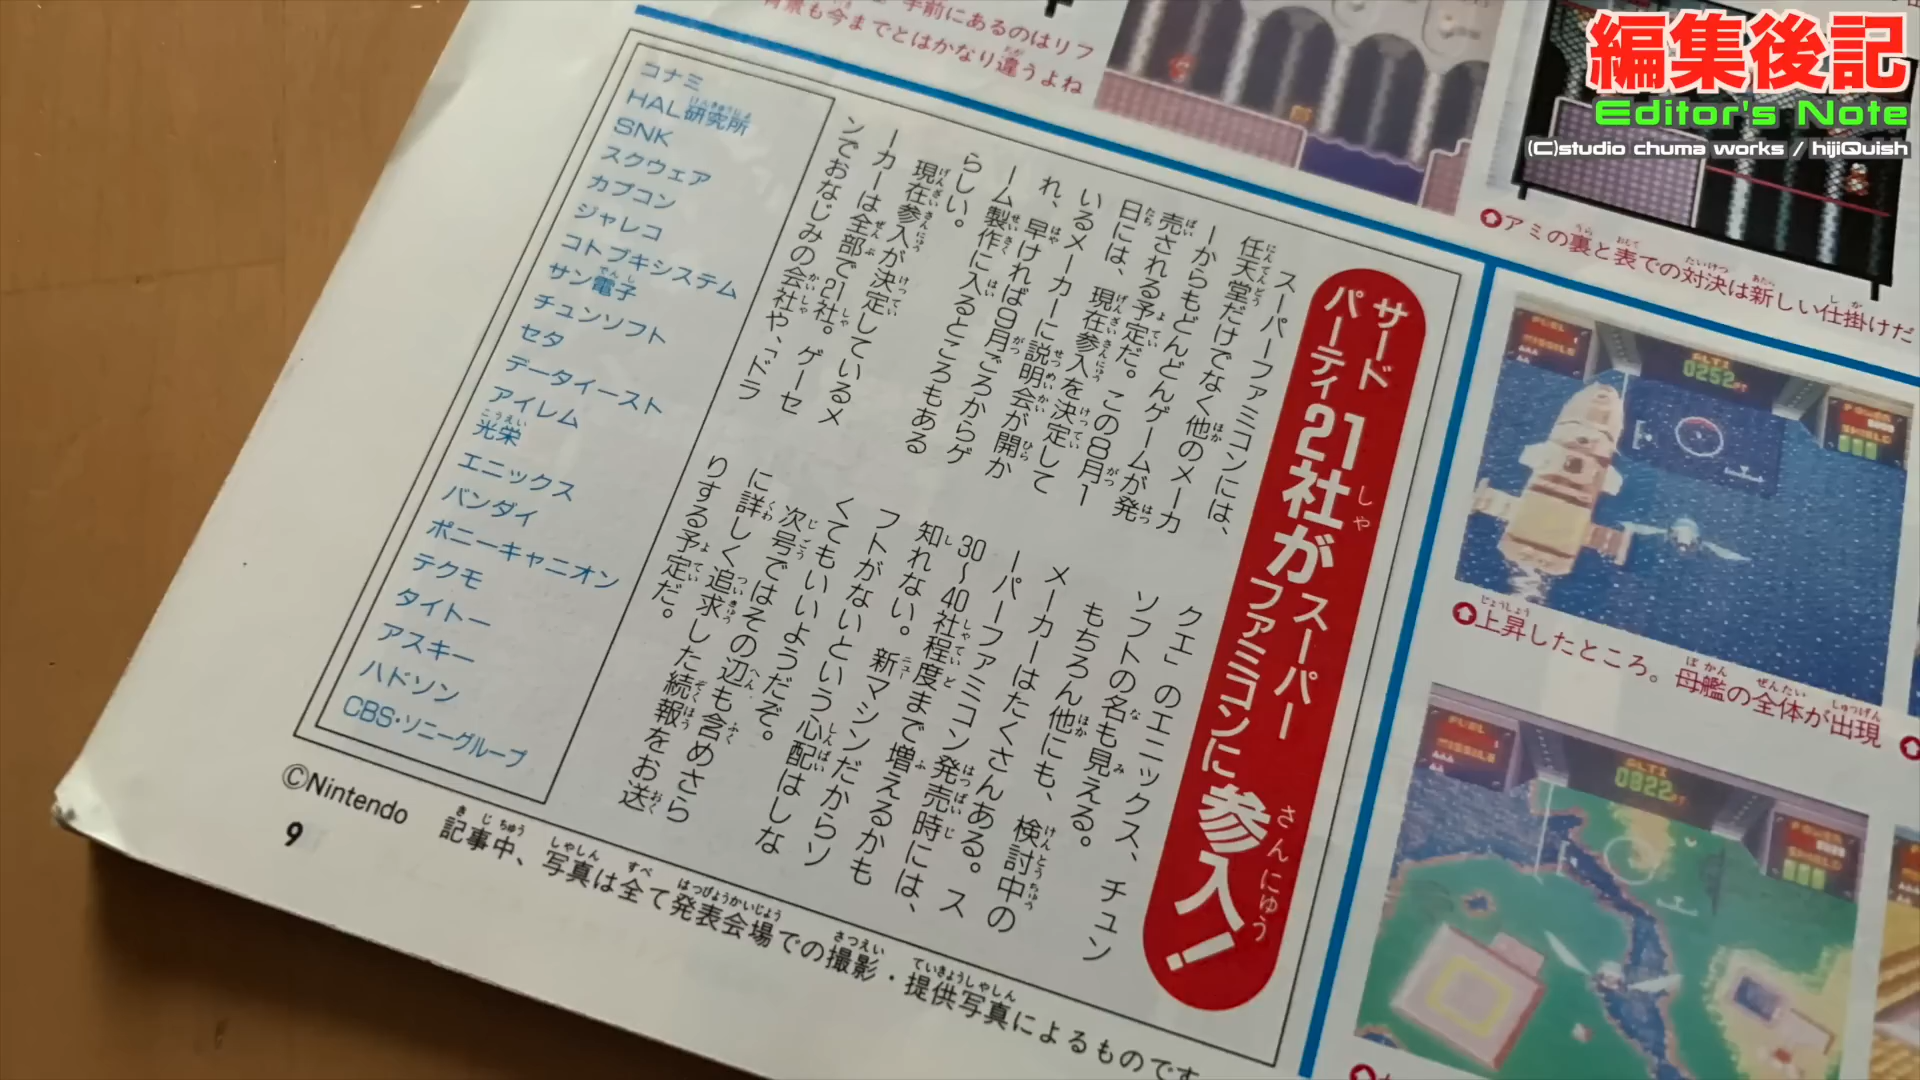 編集後記
Editor's Note
(C)studio chuma works / hijiQuish
手前にあるのはリフ
背景も今までとはかなり違うよね
アミの裏と表での対決は新しい仕掛けだ
上昇したところ。母艦の全体が出現
サード
パーティ21社がスーパー
ファミコンに参入!
スーパーファミコンには、
任天堂だけでなく他のメーカ
ーからもどんどんゲームが発
売される予定だ。この8月1
日には、現在参入を決定して
いるメーカーに説明会が開か
れ、早ければ9月ごろからゲ
ーム製作に入るところもある
らしい。
現在参入が決定しているメ
ーカーは全部で21社。ゲーセ
ンでおなじみの会社や、「ドラ
クエ」のエニックス、チュン
ソフトの名も見える。
もちろん他にも、検討中の
メーカーはたくさんある。ス
ーパーファミコン発売時には、
30〜40社程度まで増えるかも
知れない。新マシンだからソ
フトがないという心配はしな
くてもいいようだぞ。
次号ではその辺も含めさら
に詳しく追求した続報をお送
りする予定だ。
コナミ
HAL研究所
SNK
スクウェア
カプコン
ジャレコ
コトブキシステム
サン電子
チュンソフト
セタ
データイースト
アイレム
光栄
エニックス
バンダイ
ポニーキャニオン
テクモ
タイトー
アスキー
ハドソン
CBS・ソニーグループ
©Nintendo
9
記事中、写真は全て発表会場での撮影・提供写真によるものです
FUEL
MISSILE
ALTI
0252
POWER
SHIELD
FUEL
MISSILE
ALTI
0322
POWER
SHIELD